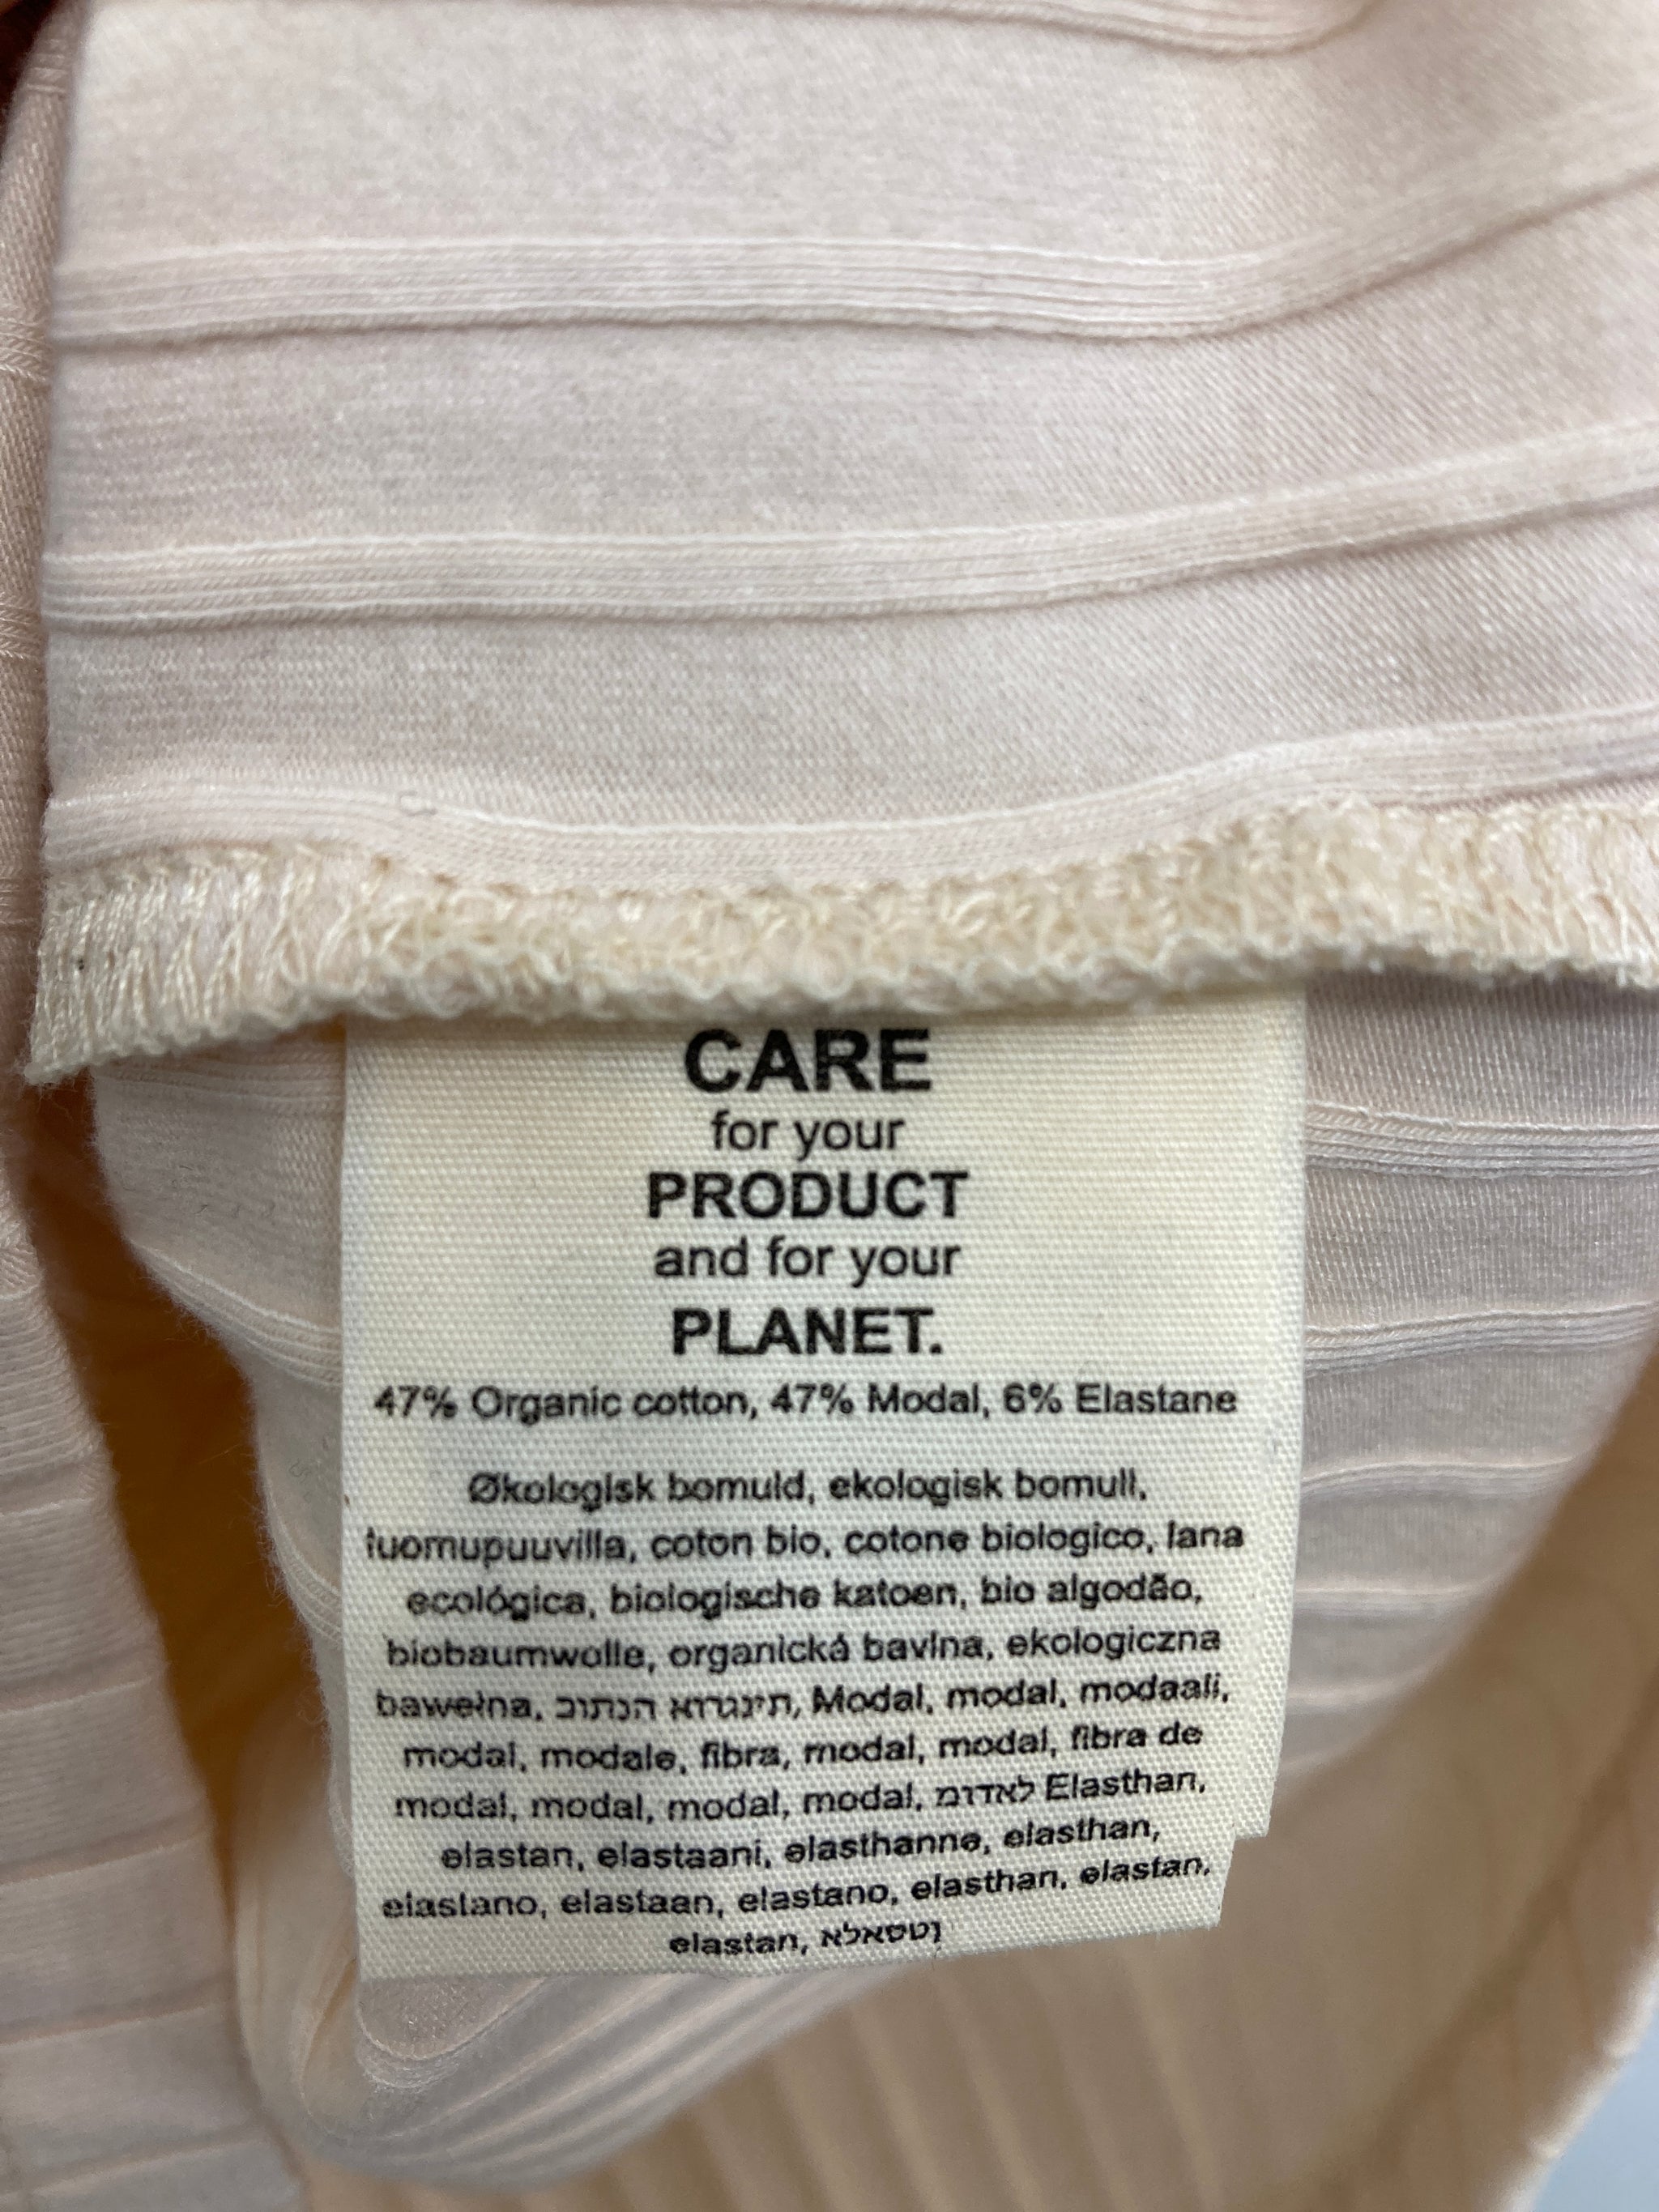 CARE
for your
PRODUCT
and for your
PLANET.
47% Organic cotton, 47% Modal, 6% Elastane
Økologisk bomuld, ekologisk bomull,
luomupuuvilla, coton bio, cotone biologico, lana
ecológica, biologische katoen, bio algodão,
biobaumwolle, organická bavlna, ekologiczna
bawełna, תינגרוא הנתוכ, Modal, modal, modaali,
modal, modale, fibra, modal, modal, fibra de
modal, modal, modal, modal, לאדומ Elasthan,
elastan, elastaani, elasthanne, elasthan,
elastano, elastaan, elastano, elasthan, elastan,
elastan, ןטסאלא